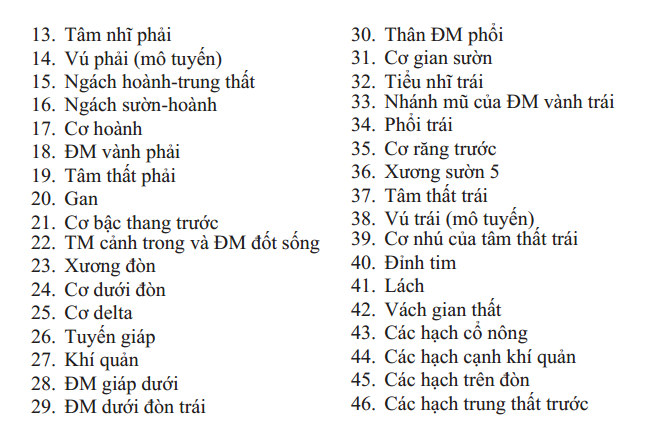 13. Tâm nhĩ phải
14. Vú phải (mô tuyến)
15. Ngách hoành-trung thất
16. Ngách sườn-hoành
17. Cơ hoành
18. ĐM vành phải
19. Tâm thất phải
20. Gan
21. Cơ bậc thang trước
22. TM cảnh trong và ĐM đốt sống
23. Xương đòn
24. Cơ dưới đòn
25. Cơ delta
26. Tuyến giáp
27. Khí quản
28. ĐM giáp dưới
29. ĐM dưới đòn trái
30. Thân ĐM phổi
31. Cơ gian sườn
32. Tiểu nhĩ trái
33. Nhánh mũ của ĐM vành trái
34. Phổi trái
35. Cơ răng trước
36. Xương sườn 5
37. Tâm thất trái
38. Vú trái (mô tuyến)
39. Cơ nhú của tâm thất trái
40. Đỉnh tim
41. Lách
42. Vách gian thất
43. Các hạch cổ nông
44. Các hạch cạnh khí quản
45. Các hạch trên đòn
46. Các hạch trung thất trước